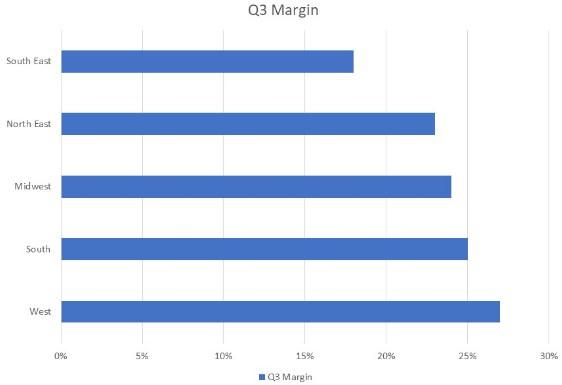 Q3 Margin
South East
North East
Midwest
South
West
0% 5% 10% 15% 20% 25% 30%
Q3 Margin